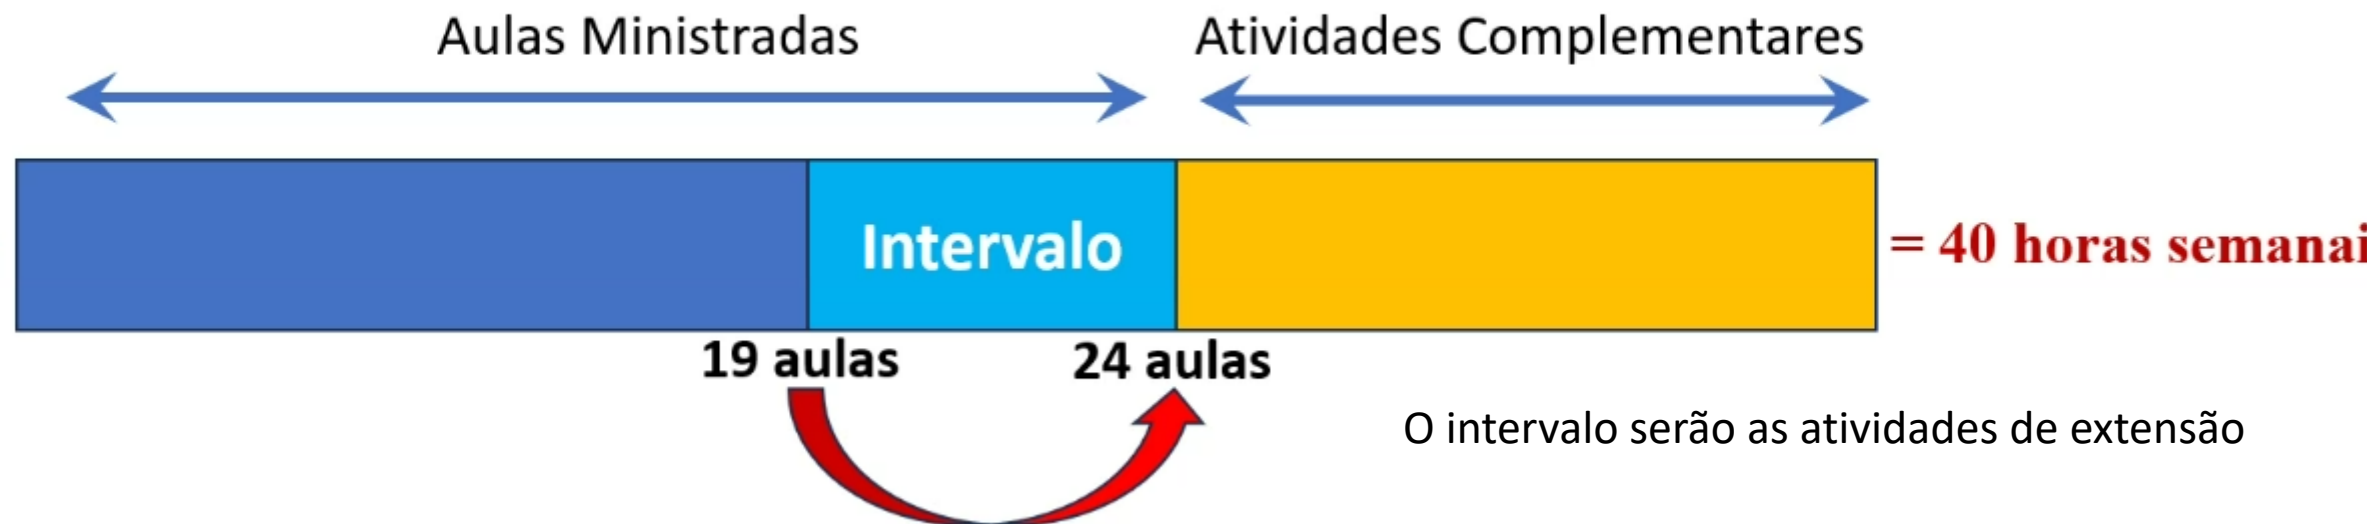 Aulas Ministradas
Atividades Complementares
Intervalo
= 40 horas semanai
19 aulas
24 aulas
O intervalo serão as atividades de extensão